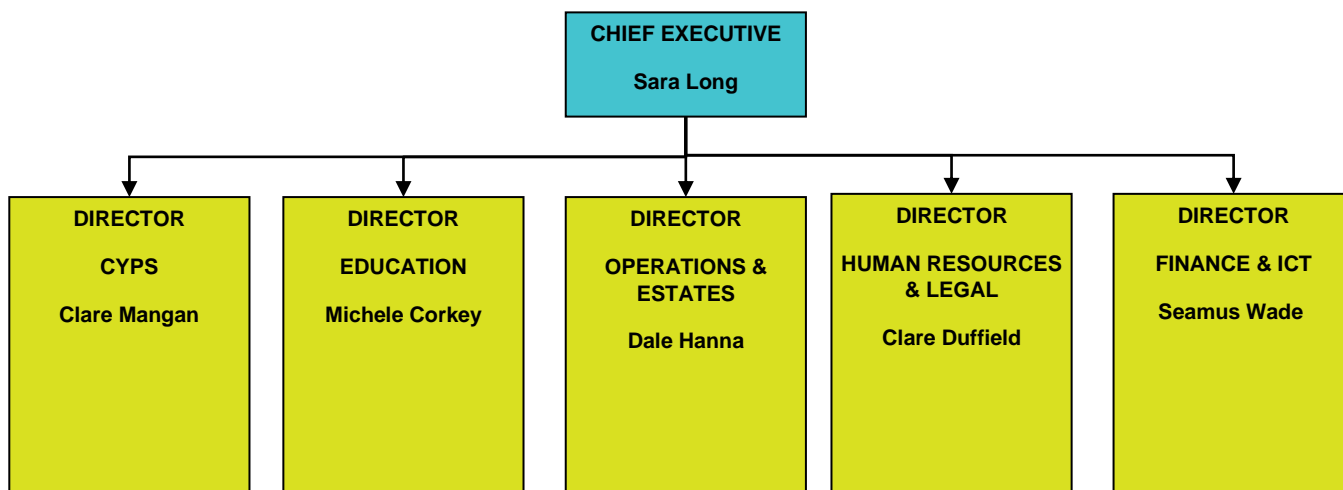 CHIEF EXECUTIVE
Sara Long
DIRECTOR
CYPS
Clare Mangan
DIRECTOR
EDUCATION
Michele Corkey
DIRECTOR
OPERATIONS &
ESTATES
Dale Hanna
DIRECTOR
HUMAN RESOURCES
& LEGAL
Clare Duffield
DIRECTOR
FINANCE & ICT
Seamus Wade